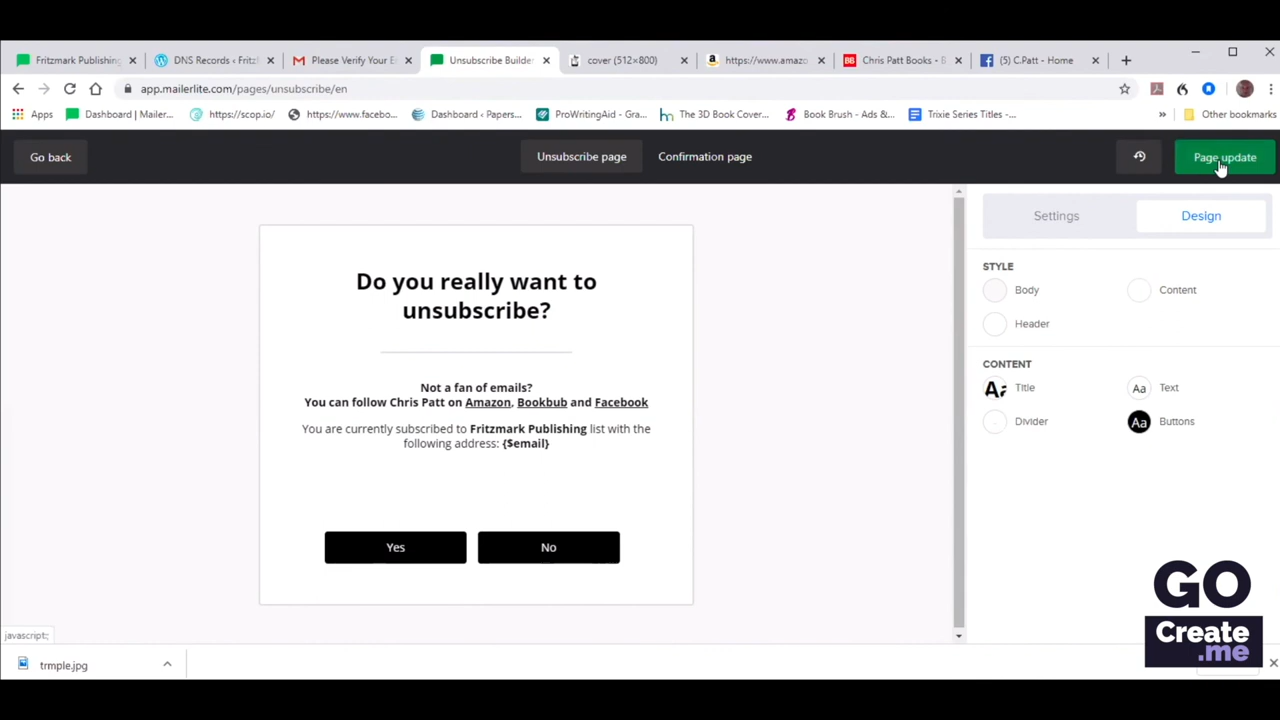 Fritzmark Publishing
DNS Records ‹ Fritz
Please Verify Your E
Unsubscribe Builder
cover (512×800)
https://www.amazo
Chris Patt Books - B
(5) C.Patt - Home
app.mailerlite.com/pages/unsubscribe/en
Apps
Dashboard | Mailer...
https://scop.io/
https://www.facebo...
Dashboard ‹ Papers...
ProWritingAid - Gra...
The 3D Book Cover...
Book Brush - Ads &...
Trixie Series Titles -...
»
Other bookmarks
Go back
Unsubscribe page
Confirmation page
Page update
Settings
Design
STYLE
Body
Content
Header
CONTENT
Title
Aa Text
Divider
Aa Buttons
Do you really want to
unsubscribe?
Not a fan of emails?
You can follow Chris Patt on Amazon, Bookbub and Facebook
You are currently subscribed to Fritzmark Publishing list with the
following address: {$email}
Yes
No
javascript:;
trmple.jpg
GO
Create
.me